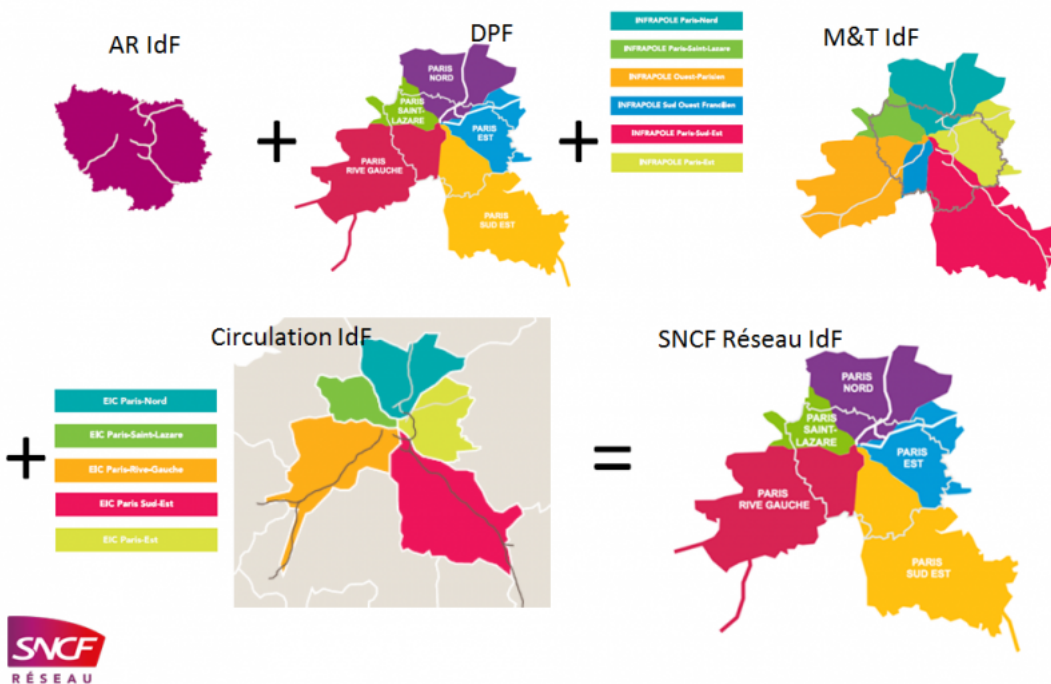 AR IdF
+
DPF
PARIS
NORD
PARIS
SAINT-
LAZARE
PARIS
EST
PARIS
RIVE GAUCHE
PARIS
SUD EST
+
INFRAPOLE Paris-Nord
INFRAPOLE Paris-Saint-Lazare
INFRAPOLE Ouest-Parisien
INFRAPOLE Sud Ouest Francilien
INFRAPOLE Paris-Sud-Est
INFRAPOLE Paris-Est
M&T IdF
+
EIC Paris-Nord
EIC Paris-Saint-Lazare
EIC Paris-Rive-Gauche
EIC Paris Sud-Est
EIC Paris-Est
Circulation IdF
=
SNCF Réseau IdF
PARIS
NORD
PARIS
SAINT-
LAZARE
PARIS
EST
PARIS
RIVE GAUCHE
PARIS
SUD EST
SNCF
RÉSEAU